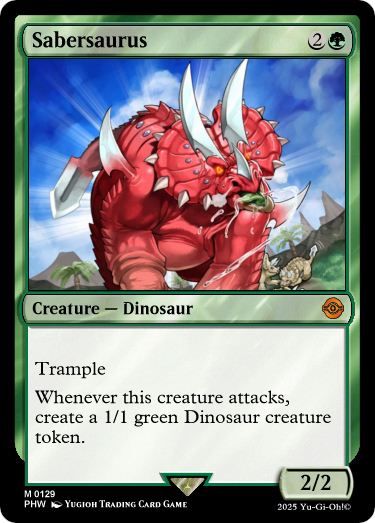 Sabersaurus 2
Creature — Dinosaur
Trample
Whenever this creature attacks,
create a 1/1 green Dinosaur creature
token.
2/2
M 0129
PHW Yugioh Trading Card Game
2025 Yu-Gi-Oh!©